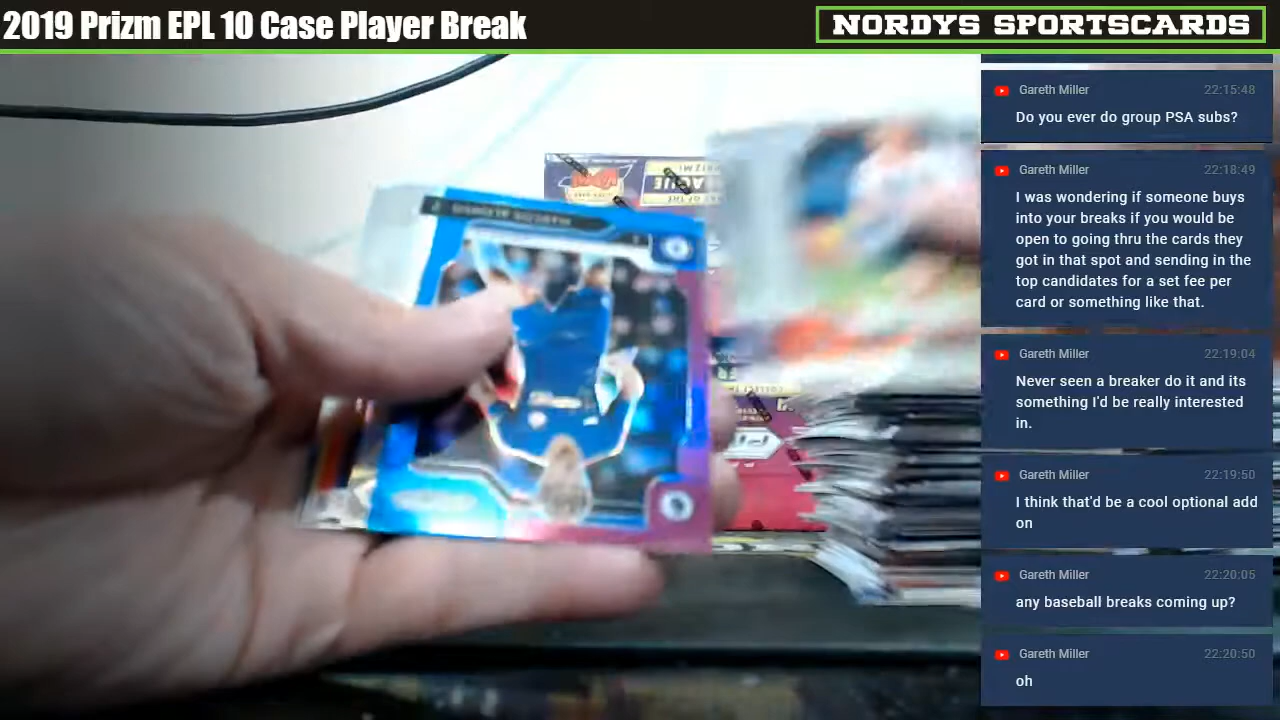 2019 Prizm EPL 10 Case Player Break
NORDYS SPORTSCARDS
Gareth Miller 22:15:48
Do you ever do group PSA subs?
Gareth Miller 22:18:49
I was wondering if someone buys
into your breaks if you would be
open to going thru the cards they
got in that spot and sending in the
top candidates for a set fee per
card or something like that.
Gareth Miller 22:19:04
Never seen a breaker do it and its
something I'd be really interested
in.
Gareth Miller 22:19:50
I think that'd be a cool optional add
on
Gareth Miller 22:20:05
any baseball breaks coming up?
Gareth Miller 22:20:50
oh
MARCOS ALONSO